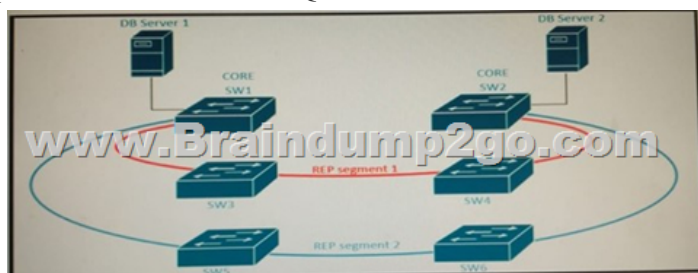 DB Server 1
DB Server 2
CORE
SW1
CORE
SW2
www.Braindump2go.com
REP segment 1
SW3
SW4
REP segment 2
SW5
SW6